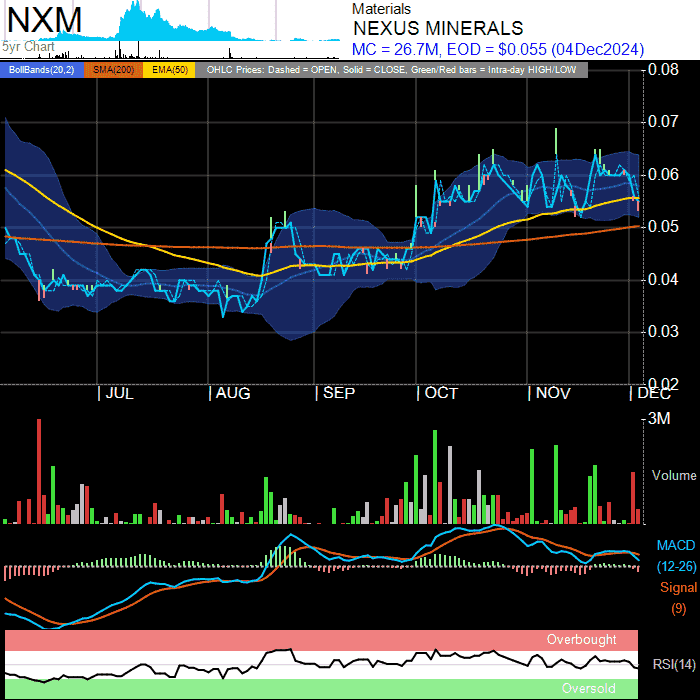 NXM
5yr Chart
Materials
NEXUS MINERALS
MC = 26.7M, EOD = $0.055 (04Dec2024)
BollBands(20,2) SMA(200) EMA(50) OHLC Prices: Dashed = OPEN, Solid = CLOSE, Green/Red bars = Intra-day HIGH/LOW
0.08
0.07
0.06
0.05
0.04
0.03
0.02
JUL AUG SEP OCT NOV DEC
3M
Volume
MACD
(12-26)
Signal
(9)
Overbought
RSI(14)
Oversold